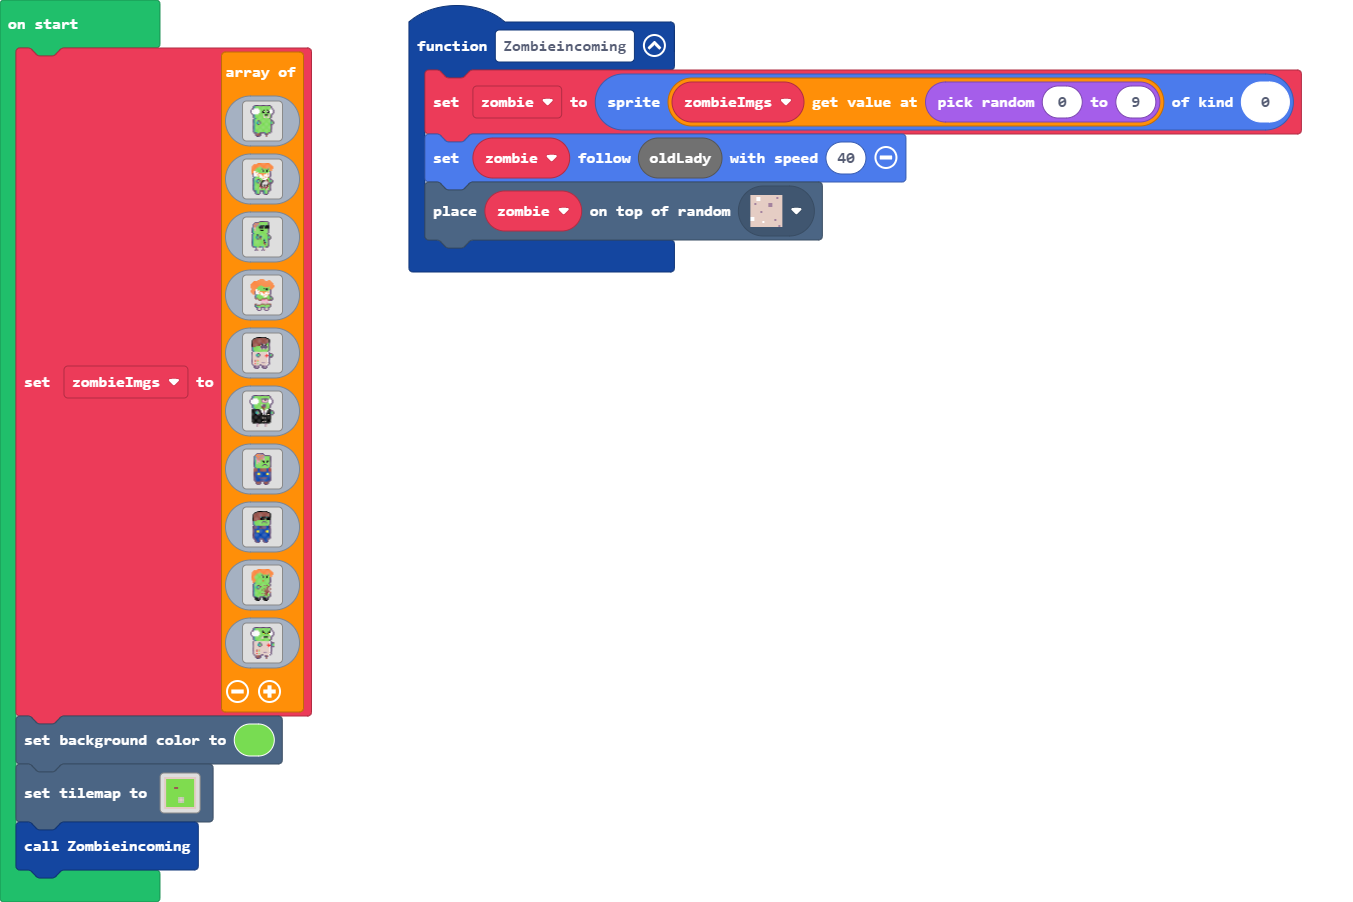 on start
array of
set zombieImgs to
set background color to
set tilemap to
call Zombieincoming
function Zombieincoming
set zombie to sprite zombieImgs get value at pick random 0 to 9 of kind 0
set zombie follow oldLady with speed 40
place zombie on top of random